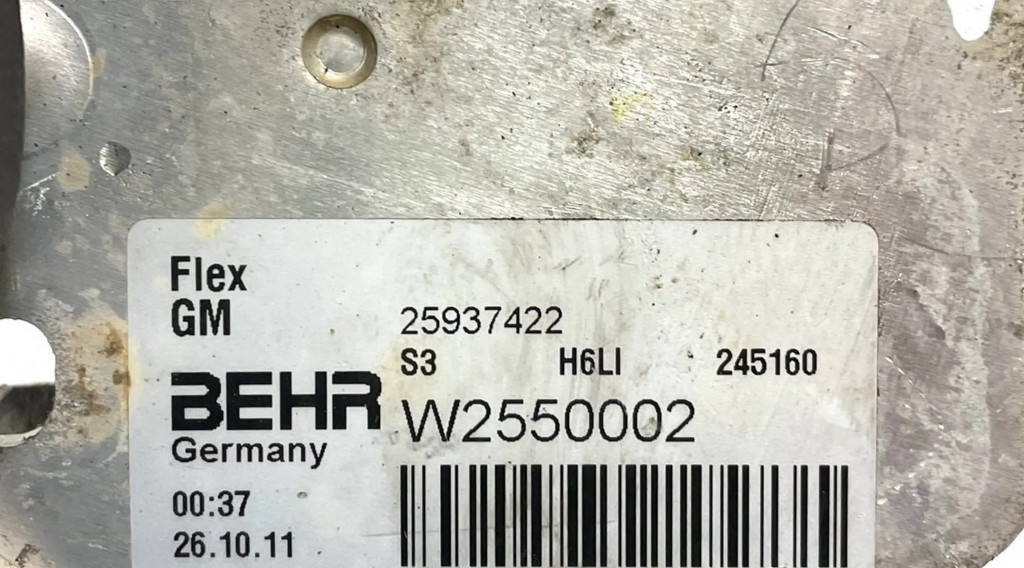 Flex
GM 25937422
S3 H6LI 245160
BEHR W2550002
Germany
00:37
26.10.11